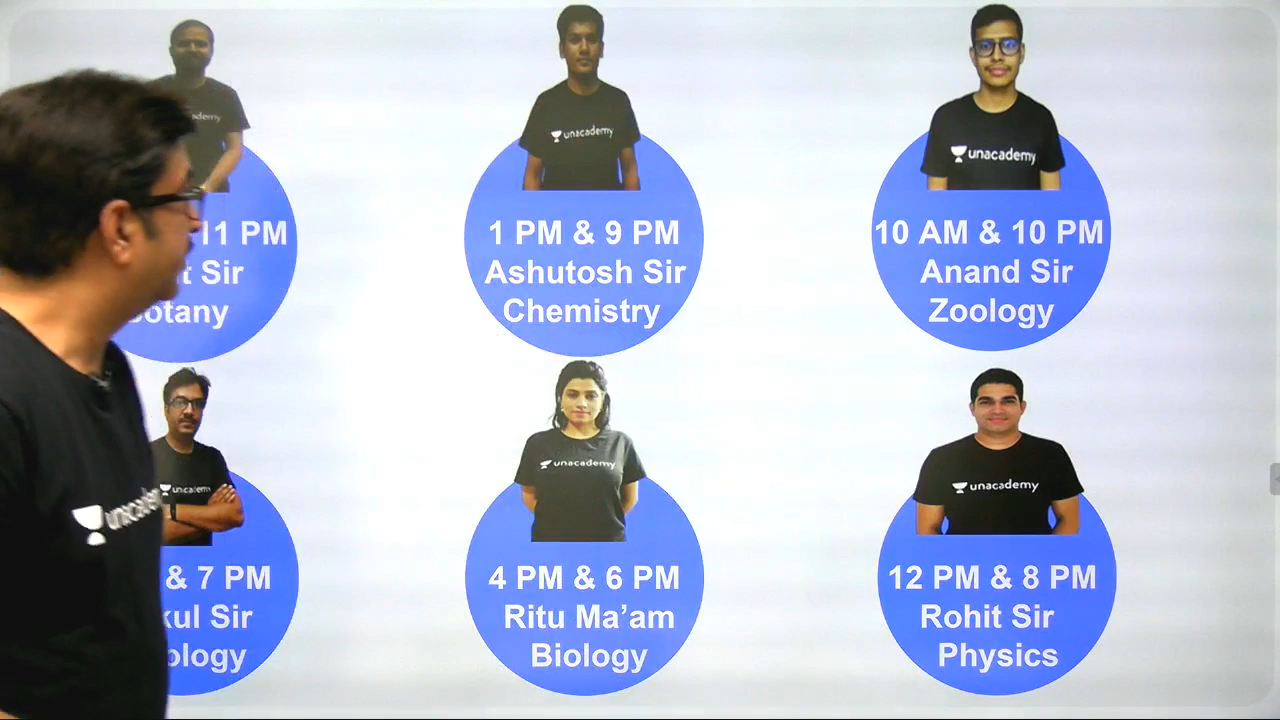 unacademy
unacademy
11 PM
Sir
1 PM & 9 PM
Ashutosh Sir
Chemistry
10 AM & 10 PM
Anand Sir
Zoology
unacademy
unacademy
unacademy
unacademy
& 7 PM
Sir
4 PM & 6 PM
Ritu Ma’am
Biology
12 PM & 8 PM
Rohit Sir
Physics